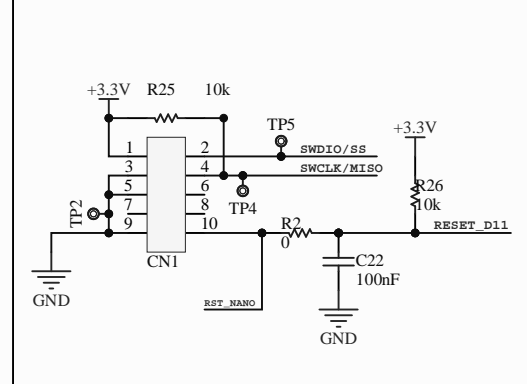 +3.3V R25 10k
TP5
+3.3V
1 2 SWDIO/SS
3 4 SWCLK/MISO
5 6
R26
10k
TP2
7 8
TP4
9 10
R2
0
RESET_D11
CN1
C22
100nF
GND
RST_NANO
GND